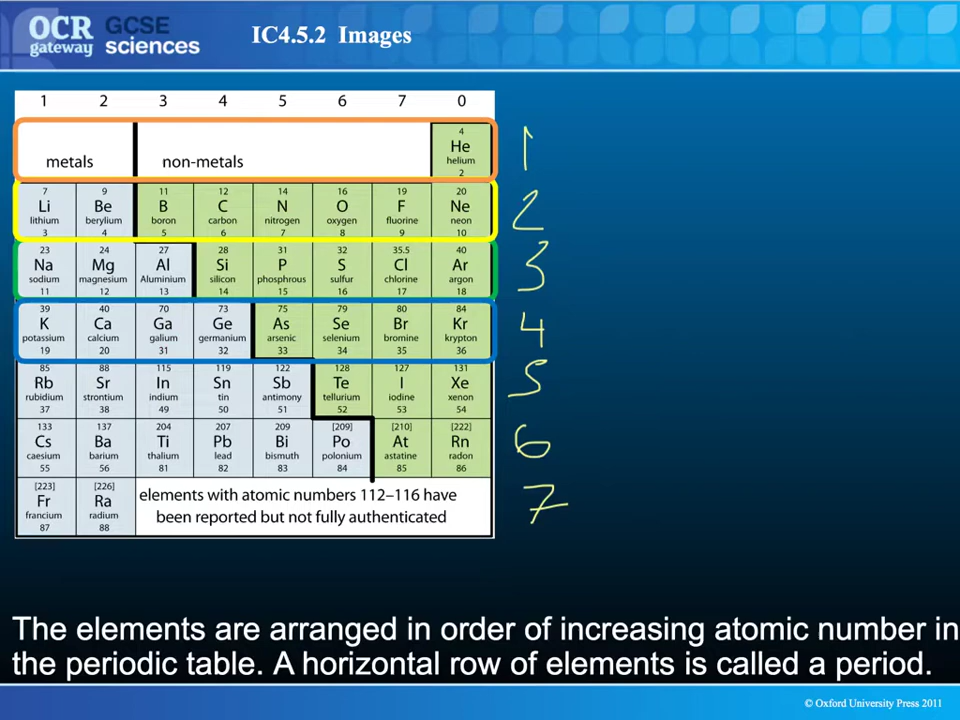 OCR gateway GCSE sciences IC4.5.2 Images
1 2 3 4 5 6 7 0
4
He
metals non-metals helium
2
1
7 9 11 12 14 16 19 20
Li Be B C N O F Ne
lithium berylium boron carbon nitrogen oxygen fluorine neon
3 4 5 6 7 8 9 10
2
23 24 27 28 31 32 35.5 40
Na Mg Al Si P S Cl Ar
sodium magnesium Aluminium silicon phosphrous sulfur chlorine argon
11 12 13 14 15 16 17 18
3
39 40 70 73 75 79 80 84
K Ca Ga Ge As Se Br Kr
potassium calcium galium germanium arsenic selenium bromine krypton
19 20 31 32 33 34 35 36
4
85 88 115 119 122 128 127 131
Rb Sr In Sn Sb Te I Xe
rubidium strontium indium tin antimony tellurium iodine xenon
37 38 49 50 51 52 53 54
5
133 137 204 207 209 [209] [210] [222]
Cs Ba Ti Pb Bi Po At Rn
caesium barium thalium lead bismuth polonium astatine radon
55 56 81 82 83 84 85 86
6
[223] [226]
Fr Ra
francium radium
87 88
elements with atomic numbers 112–116 have
been reported but not fully authenticated
7
The elements are arranged in order of increasing atomic number in
the periodic table. A horizontal row of elements is called a period.
© Oxford University Press 2011